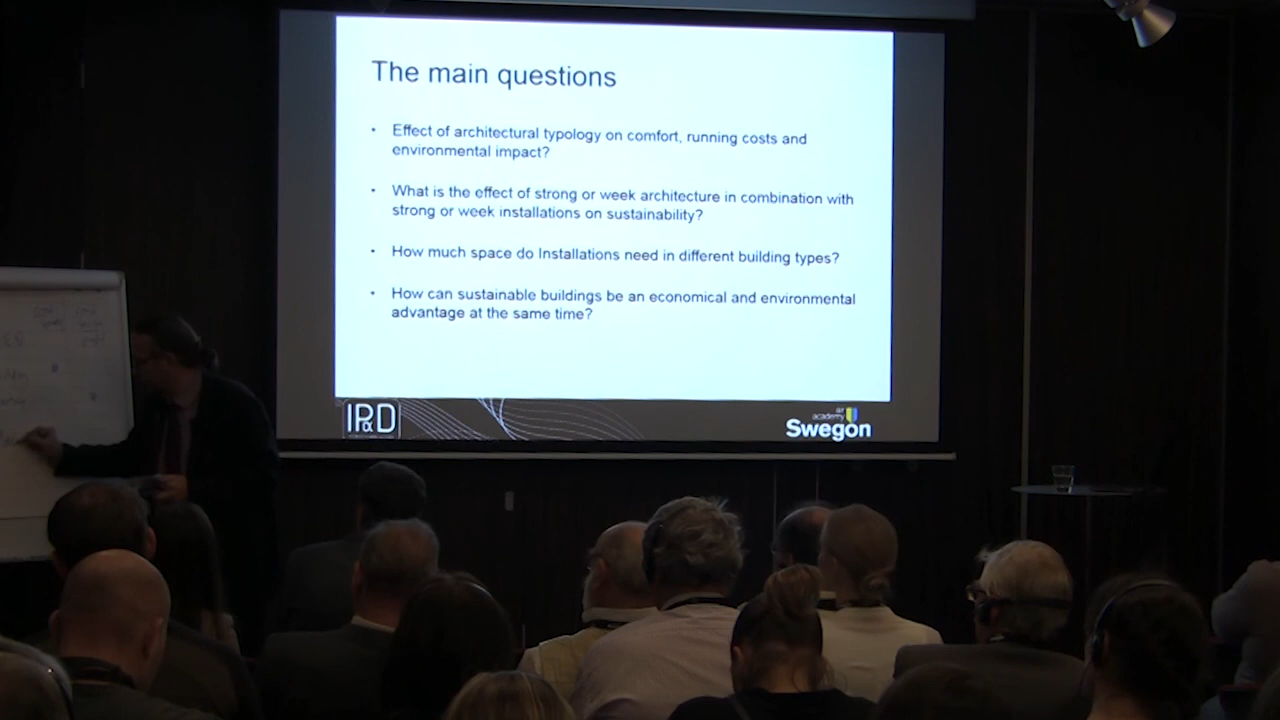 The main questions
• Effect of architectural typology on comfort, running costs and
environmental impact?
• What is the effect of strong or week architecture in combination with
strong or week installations on sustainability?
• How much space do Installations need in different building types?
• How can sustainable buildings be an economical and environmental
advantage at the same time?
IP&D
air
academy
Swegon